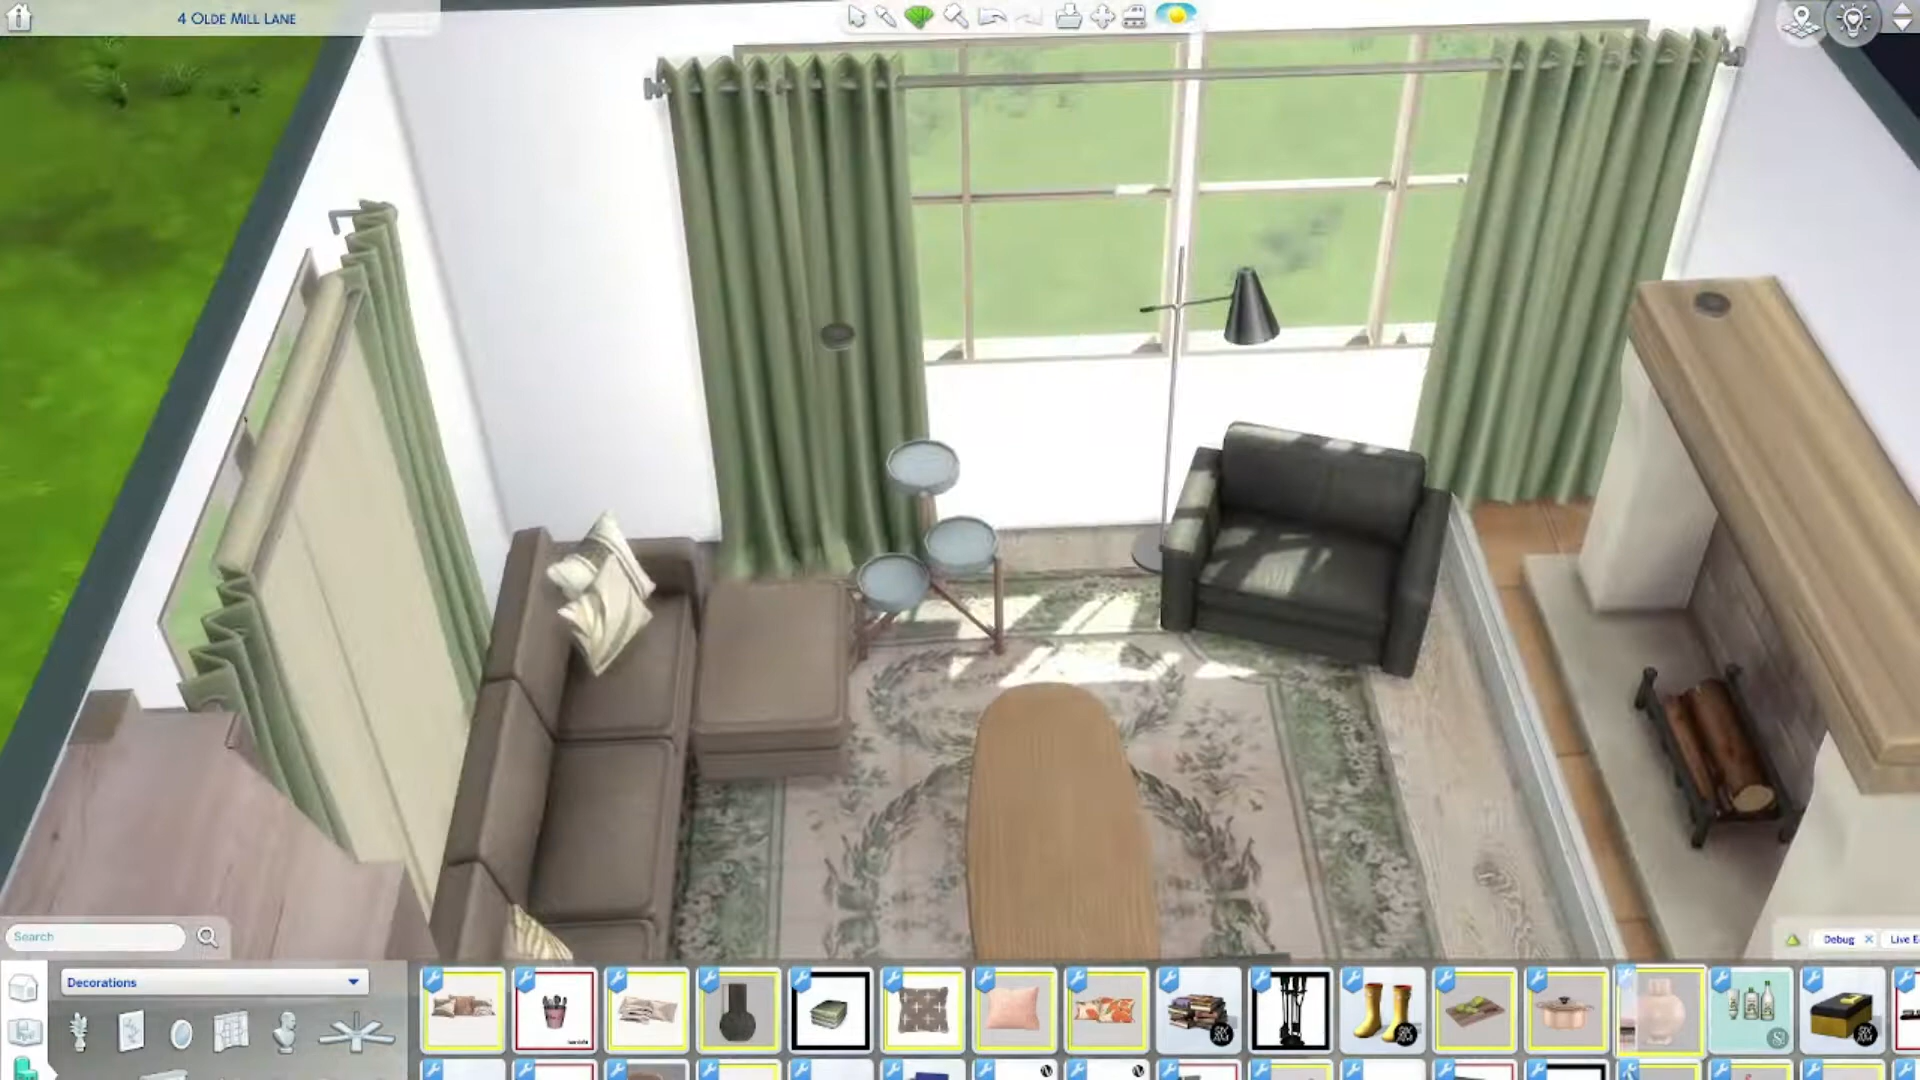 4 Olde Mill Lane
Search
Debug
Live E
Decorations